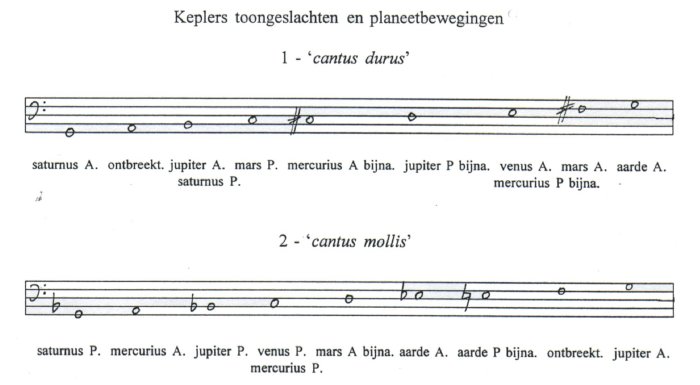 Keplers toongeslachten en planeetbewegingen
1 - ‘cantus durus’
saturnus A. ontbreekt. jupiter A. mars P. mercurius A bijna. jupiter P bijna. venus A. mars A. aarde A.
saturnus P. mercurius P bijna.
2 - ‘cantus mollis’
saturnus P. mercurius A. jupiter P. venus P. mars A bijna. aarde A. aarde P bijna. ontbreekt. jupiter A.
mercurius P.